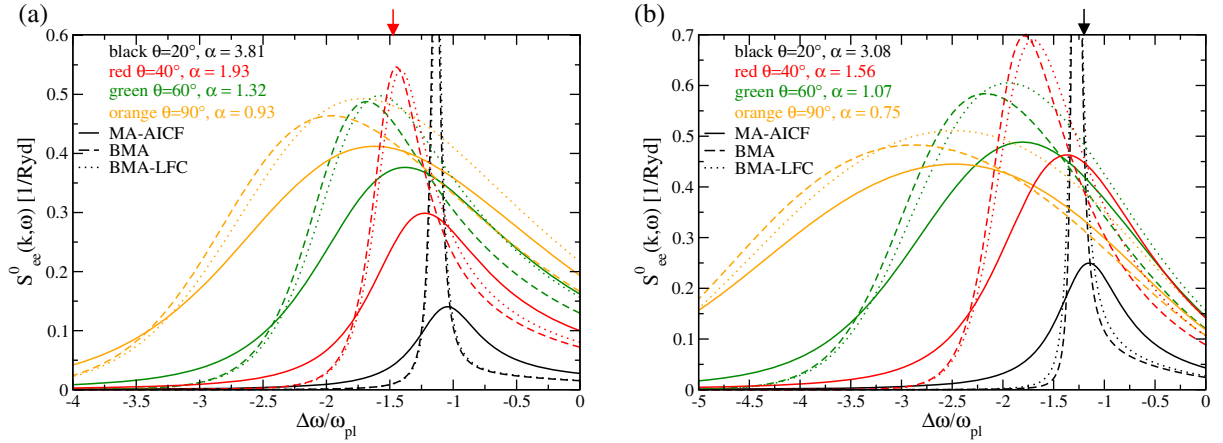 (a)
0.6
0.5
0.4
0.3
0.2
0.1
0
S⁰ₑₑ(k,ω) [1/Ryd]
black θ=20°, α = 3.81
red θ=40°, α = 1.93
green θ=60°, α = 1.32
orange θ=90°, α = 0.93
MA-AICF
BMA
BMA-LFC
-4 -3.5 -3 -2.5 -2 -1.5 -1 -0.5 0
Δω/ω_pl
(b)
0.7
0.6
0.5
0.4
0.3
0.2
0.1
0
S⁰ₑₑ(k,ω) [1/Ryd]
black θ=20°, α = 3.08
red θ=40°, α = 1.56
green θ=60°, α = 1.07
orange θ=90°, α = 0.75
MA-AICF
BMA
BMA-LFC
-5 -4.5 -4 -3.5 -3 -2.5 -2 -1.5 -1 -0.5 0
Δω/ω_pl